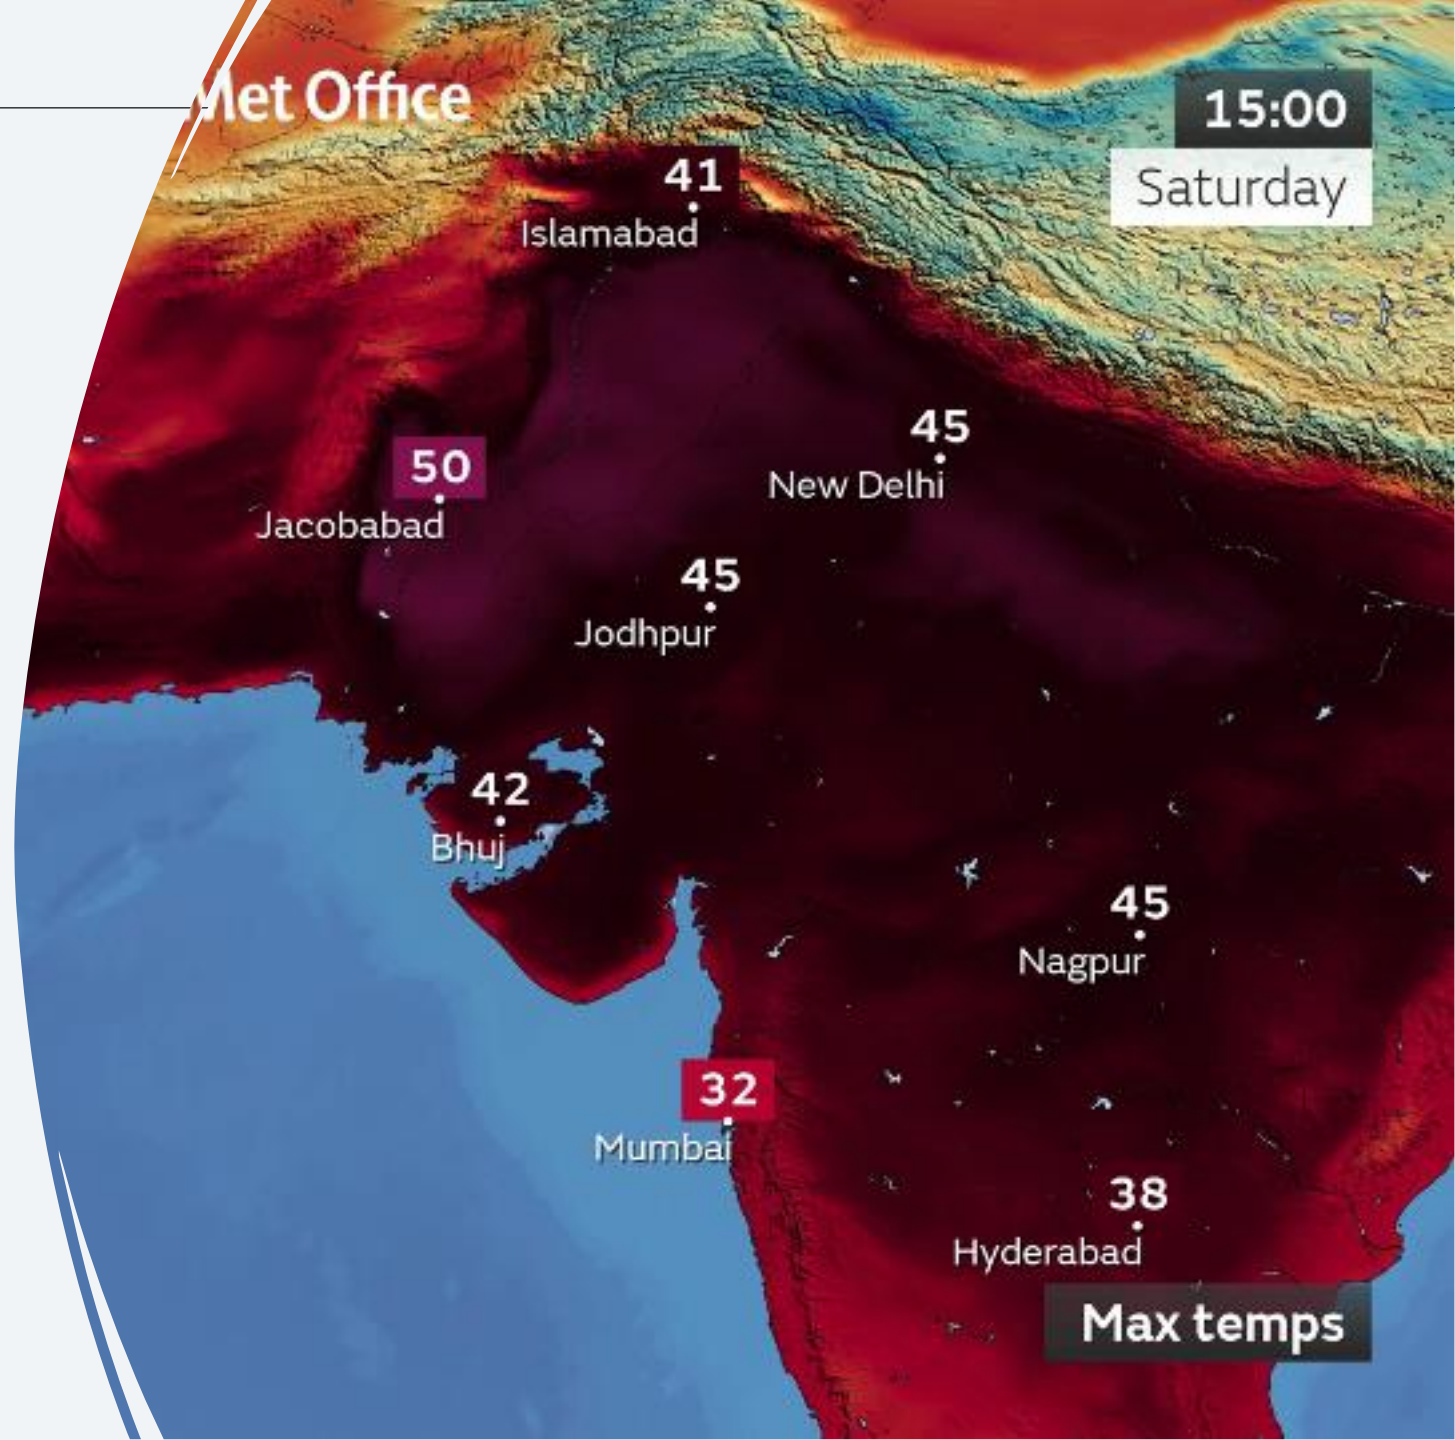 Met Office
15:00
Saturday
41
Islamabad
45
New Delhi
50
Jacobabad
45
Jodhpur
42
Bhuj
45
Nagpur
32
Mumbai
38
Hyderabad
Max temps